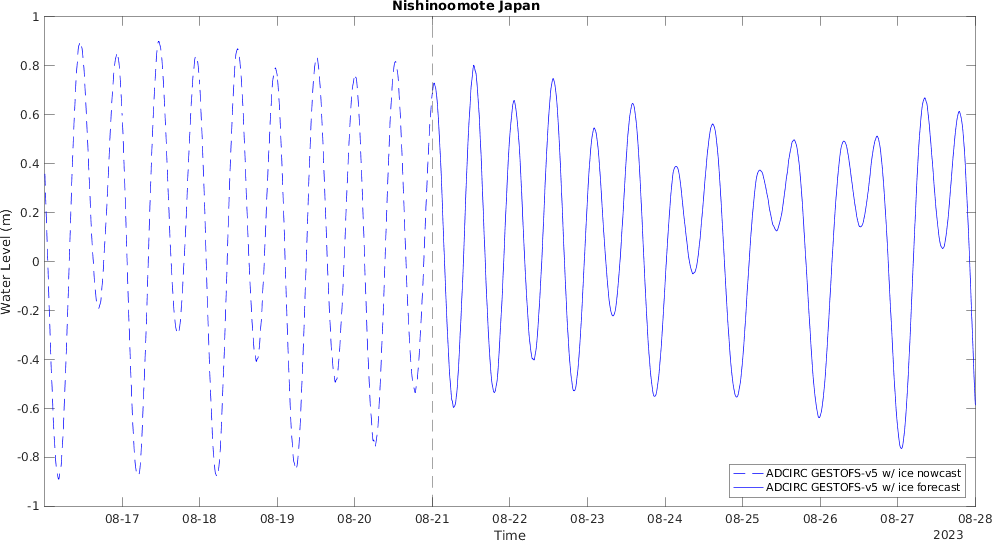 Nishinoomote Japan
1
0.8
0.6
0.4
0.2
0
-0.2
-0.4
-0.6
-0.8
-1
Water Level (m)
ADCIRC GESTOFS-v5 w/ ice nowcast
ADCIRC GESTOFS-v5 w/ ice forecast
08-17 08-18 08-19 08-20 08-21 08-22 08-23 08-24 08-25 08-26 08-27 08-28
Time
2023